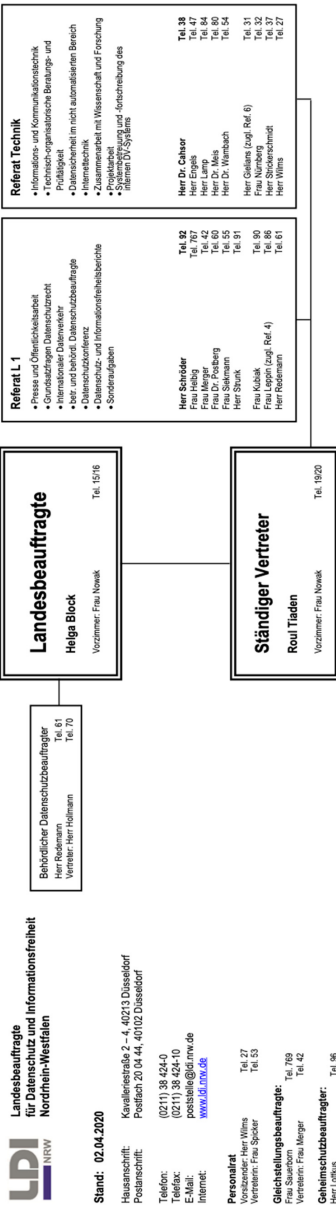 LDI
NRW
Landesbeauftragte
für Datenschutz und Informationsfreiheit
Nordrhein-Westfalen
Stand: 02.04.2020
Hausanschrift: Kavalleriestraße 2 – 4, 40213 Düsseldorf
Postanschrift: Postfach 20 04 44, 40102 Düsseldorf
Telefon: (0211) 38 424-0
Telefax: (0211) 38 424-10
E-Mail: poststelle@ldi.nrw.de
Internet: www.ldi.nrw.de
Personalrat
Vorsitzender: Herr Wilms Tel. 27
Vertreterin: Frau Spicker Tel. 53
Gleichstellungsbeauftragte:
Frau Sauerborn Tel. 769
Vertreterin: Frau Merger Tel. 42
Geheimschutzbeauftragter:
Herr Loffkus Tel. 96
Behördlicher Datenschutzbeauftragter
Herr Redemann Tel. 61
Vertreter: Herr Hollmann Tel. 70
Landesbeauftragte
Helga Block
Vorzimmer: Frau Nowak Tel. 15/16
Ständiger Vertreter
Roul Tiaden
Vorzimmer: Frau Nowak Tel. 19/20
Referat L 1
• Presse und Öffentlichkeitsarbeit
• Grundsatzfragen Datenschutzrecht
• Internationaler Datenverkehr
• betr. und behördl. Datenschutzbeauftragte
• Datenschutzkonferenz
• Datenschutz- und Informationsfreiheitsberichte
• Sonderaufgaben
Herr Schröder Tel. 92
Frau Helbig Tel. 767
Frau Merger Tel. 42
Frau Dr. Postberg Tel. 60
Frau Siekmann Tel. 55
Herr Strunk Tel. 91
Frau Kubiak Tel. 90
Frau Leppin (zugl. Ref. 4) Tel. 86
Herr Redemann Tel. 61
Referat Technik
• Informations- und Kommunikationstechnik
• Technisch-organisatorische Beratungs- und
Prüftätigkeit
• Datensicherheit im nicht automatisierten Bereich
• Internettechnik
• Zusammenarbeit mit Wissenschaft und Forschung
• Projektarbeit
• Systembetreuung und -fortschreibung des
internen DV-Systems
Herr Dr. Cahsor Tel. 38
Herr Engels Tel. 47
Herr Lamp Tel. 84
Herr Dr. Meis Tel. 80
Herr Dr. Wambach Tel. 54
Herr Gielians (zugl. Ref. 6) Tel. 31
Frau Nürnberg Tel. 32
Herr Strickerschmidt Tel. 37
Herr Wilms Tel. 27